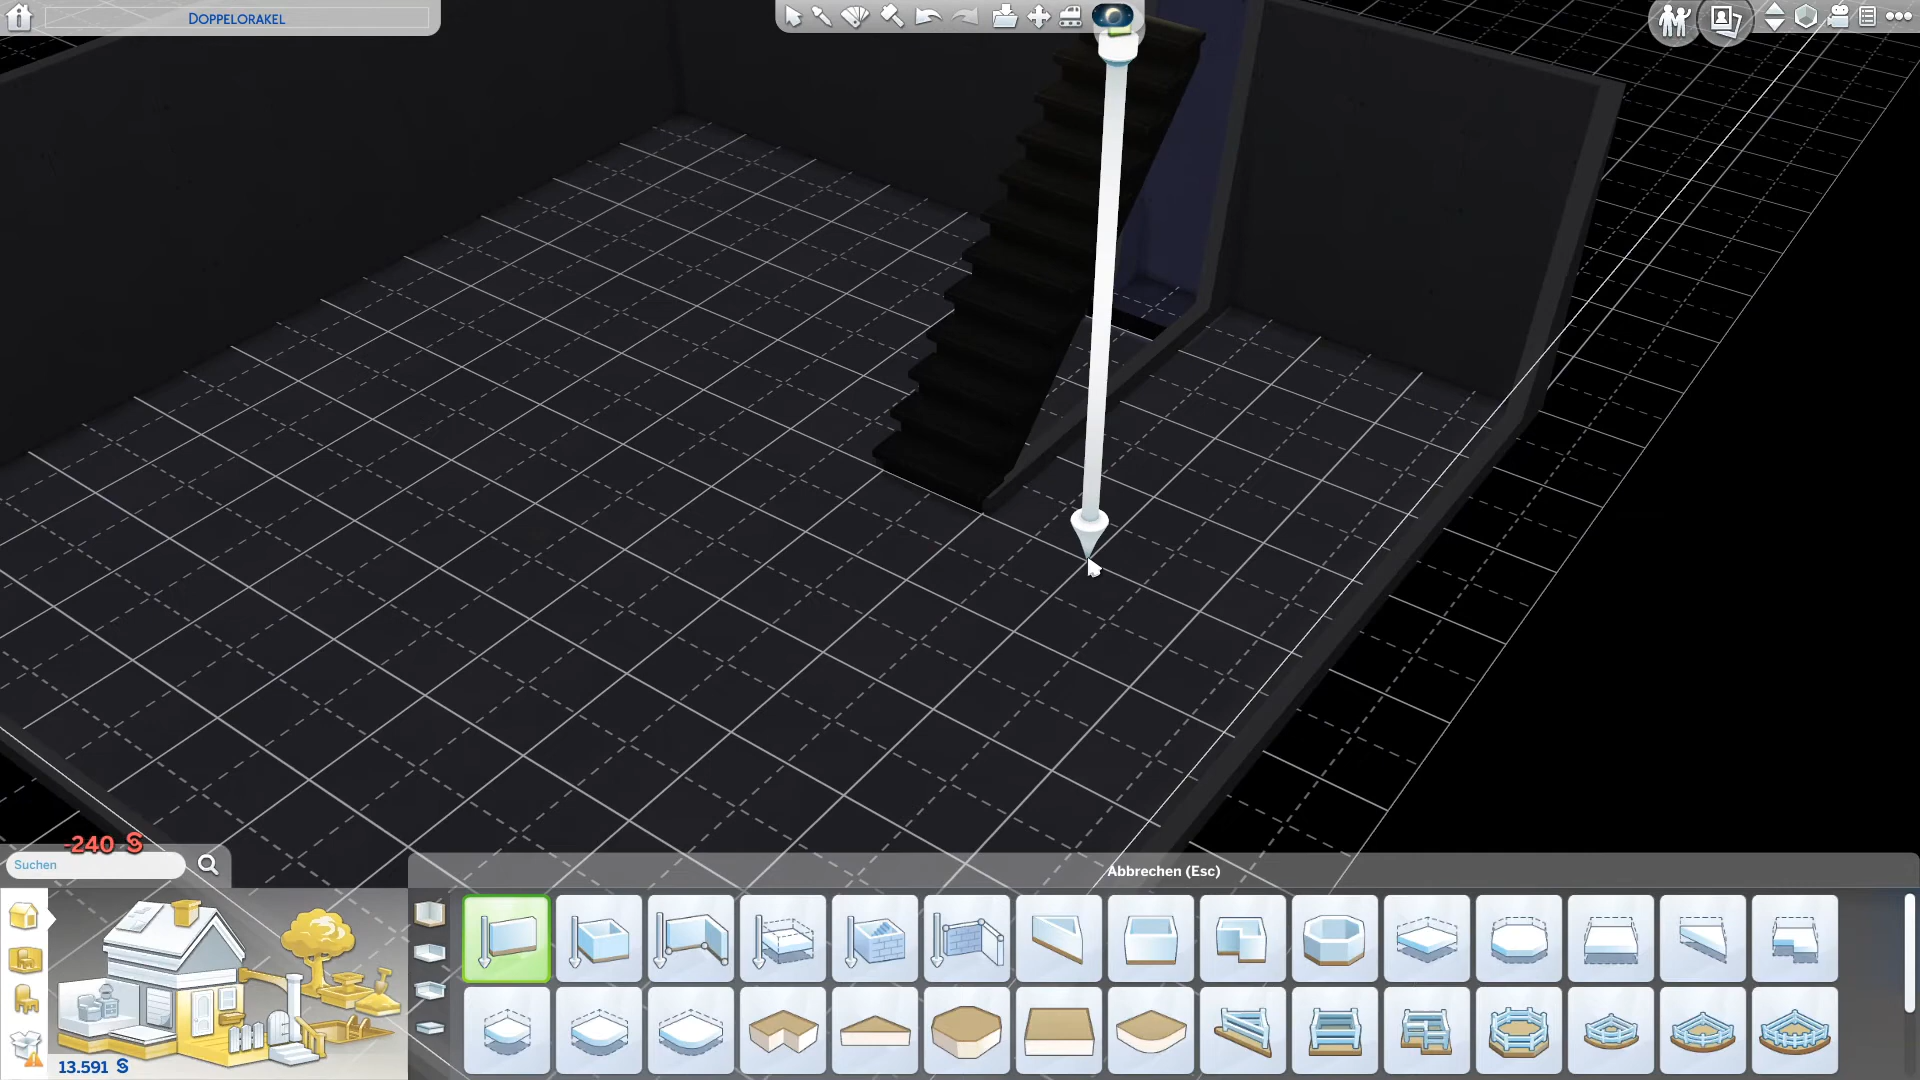 DOPPELORAKEL
-240 §
Suchen
Abbrechen (Esc)
13.591 §